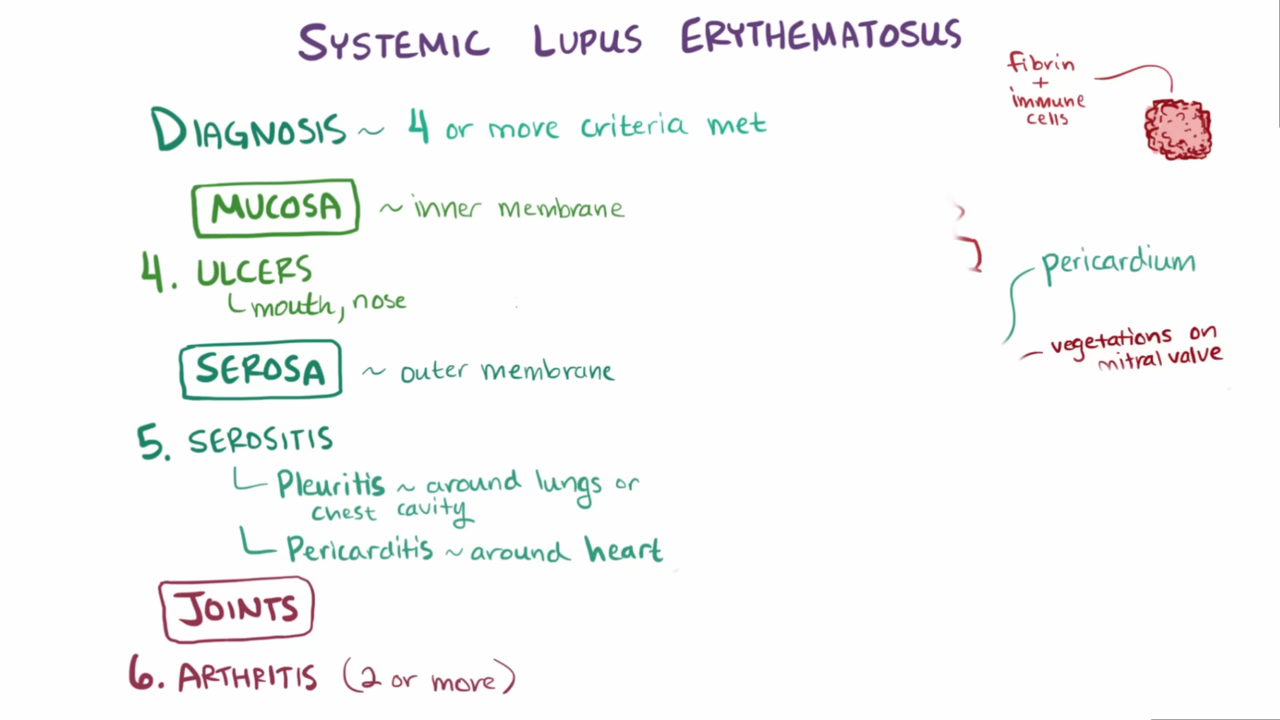 SYSTEMIC LUPUS ERYTHEMATOSUS
DIAGNOSIS ~ 4 or more criteria met
MUCOSA ~ inner membrane
4. ULCERS
mouth, nose
SEROSA ~ outer membrane
5. SEROSITIS
Pleuritis ~ around lungs or
chest cavity
Pericarditis ~ around heart
JOINTS
6. ARTHRITIS (2 or more)
fibrin
+
immune
cells
pericardium
vegetations on
mitral valve